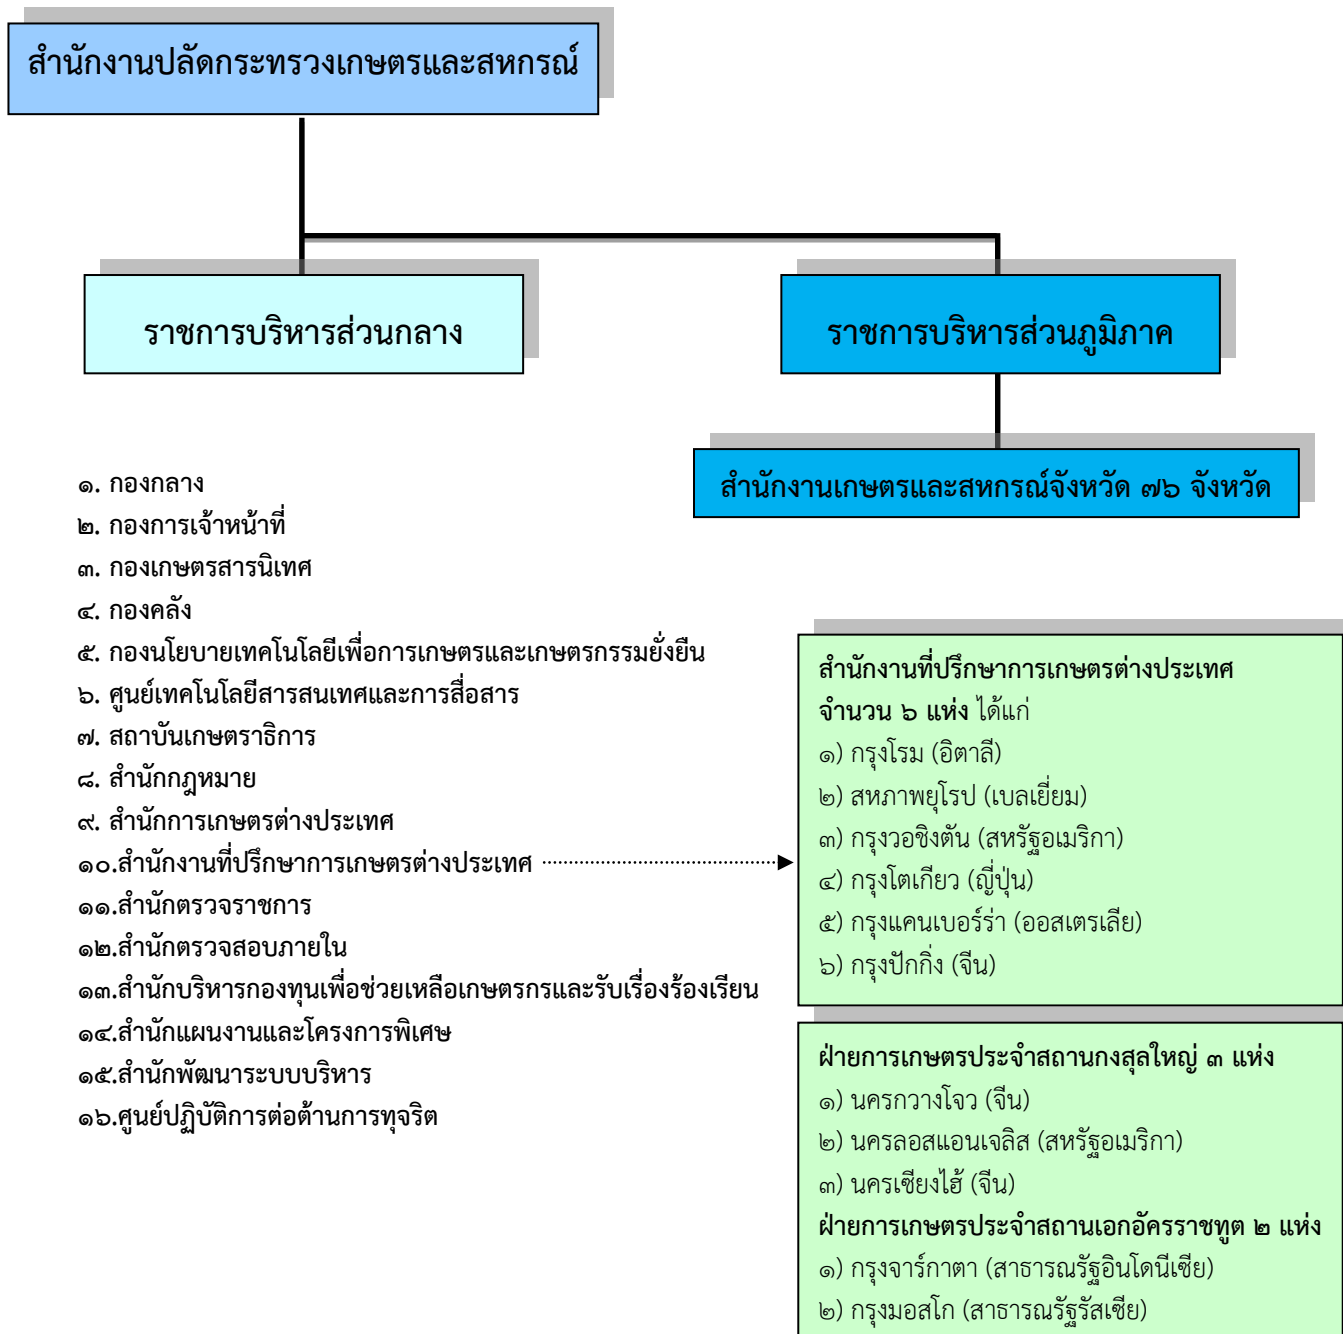 สำนักงานปลัดกระทรวงเกษตรและสหกรณ์
ราชการบริหารส่วนกลาง
ราชการบริหารส่วนภูมิภาค
สำนักงานเกษตรและสหกรณ์จังหวัด ๗๖ จังหวัด
๑. กองกลาง
๒. กองการเจ้าหน้าที่
๓. กองเกษตรสารนิเทศ
๔. กองคลัง
๕. กองนโยบายเทคโนโลยีเพื่อการเกษตรและเกษตรกรรมยั่งยืน
๖. ศูนย์เทคโนโลยีสารสนเทศและการสื่อสาร
๗. สถาบันเกษตราธิการ
๘. สำนักกฎหมาย
๙. สำนักการเกษตรต่างประเทศ
๑๐.สำนักงานที่ปรึกษาการเกษตรต่างประเทศ
๑๑.สำนักตรวจราชการ
๑๒.สำนักตรวจสอบภายใน
๑๓.สำนักบริหารกองทุนเพื่อช่วยเหลือเกษตรกรและรับเรื่องร้องเรียน
๑๔.สำนักแผนงานและโครงการพิเศษ
๑๕.สำนักพัฒนาระบบบริหาร
๑๖.ศูนย์ปฏิบัติการต่อต้านการทุจริต
สำนักงานที่ปรึกษาการเกษตรต่างประเทศ
จำนวน ๖ แห่ง ได้แก่
๑) กรุงโรม (อิตาลี)
๒) สหภาพยุโรป (เบลเยี่ยม)
๓) กรุงวอชิงตัน (สหรัฐอเมริกา)
๔) กรุงโตเกียว (ญี่ปุ่น)
๕) กรุงแคนเบอร์ร่า (ออสเตรเลีย)
๖) กรุงปักกิ่ง (จีน)
ฝ่ายการเกษตรประจำสถานกงสุลใหญ่ ๓ แห่ง
๑) นครกวางโจว (จีน)
๒) นครลอสแอนเจลิส (สหรัฐอเมริกา)
๓) นครเซียงไฮ้ (จีน)
ฝ่ายการเกษตรประจำสถานเอกอัครราชทูต ๒ แห่ง
๑) กรุงจาร์กาตา (สาธารณรัฐอินโดนีเซีย)
๒) กรุงมอสโก (สาธารณรัฐรัสเซีย)